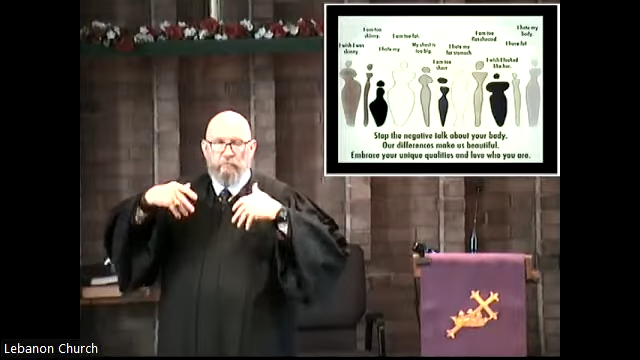 I am too
skinny.
I am too fat.
I am too
flat-chested.
I hate my
body.
I wish I was
skinny
I hate my
My chest is
too big.
I hate my
fat stomach
I have fat
I am too
short
I wish I looked
like her.
Stop the negative talk about your body.
Our differences make us beautiful.
Embrace your unique qualities and love who you are.
Lebanon Church